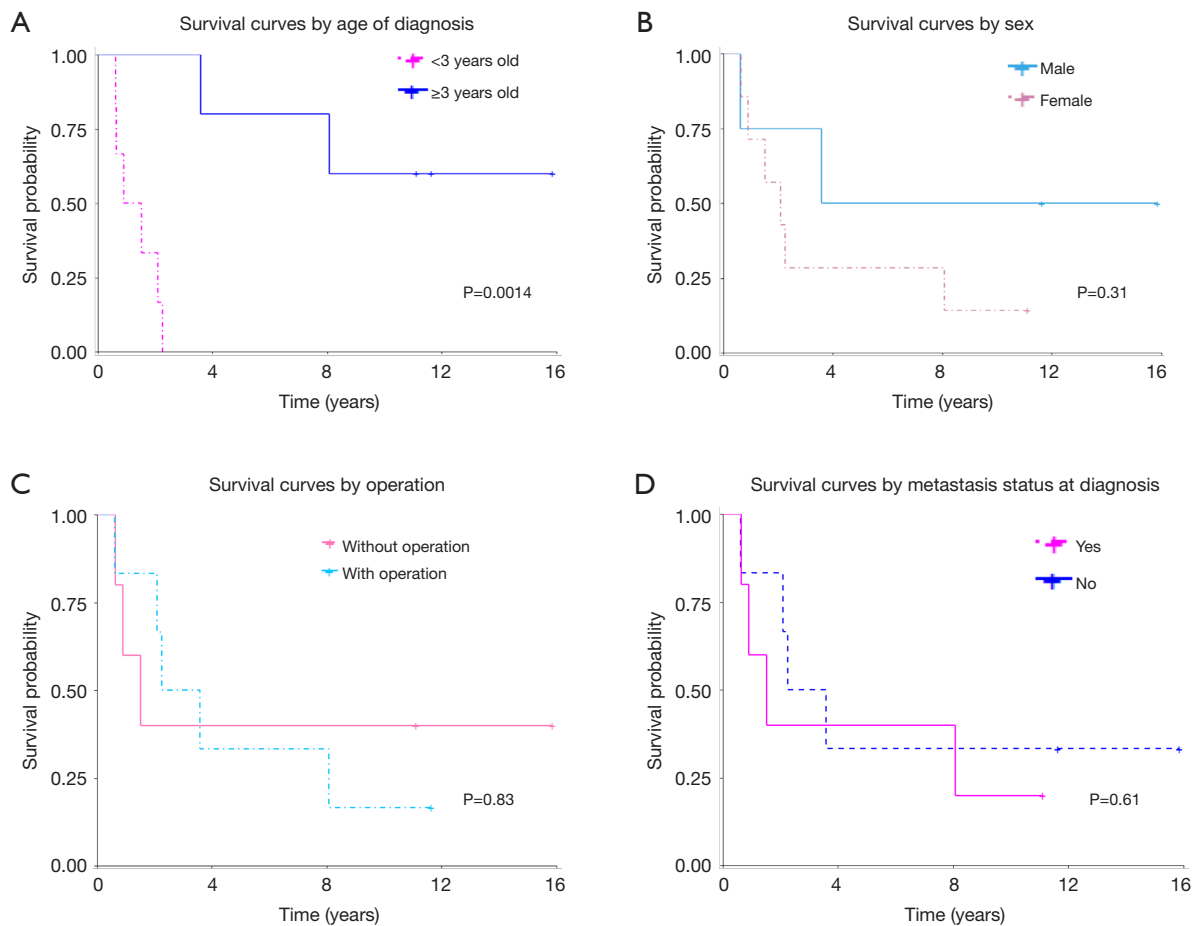 A
Survival curves by age of diagnosis
<3 years old
≥3 years old
1.00
0.75
0.50
0.25
0.00
Survival probability
P=0.0014
0 4 8 12 16
Time (years)
B
Survival curves by sex
Male
Female
1.00
0.75
0.50
0.25
0.00
Survival probability
P=0.31
0 4 8 12 16
Time (years)
C
Survival curves by operation
Without operation
With operation
1.00
0.75
0.50
0.25
0.00
Survival probability
P=0.83
0 4 8 12 16
Time (years)
D
Survival curves by metastasis status at diagnosis
Yes
No
1.00
0.75
0.50
0.25
0.00
Survival probability
P=0.61
0 4 8 12 16
Time (years)